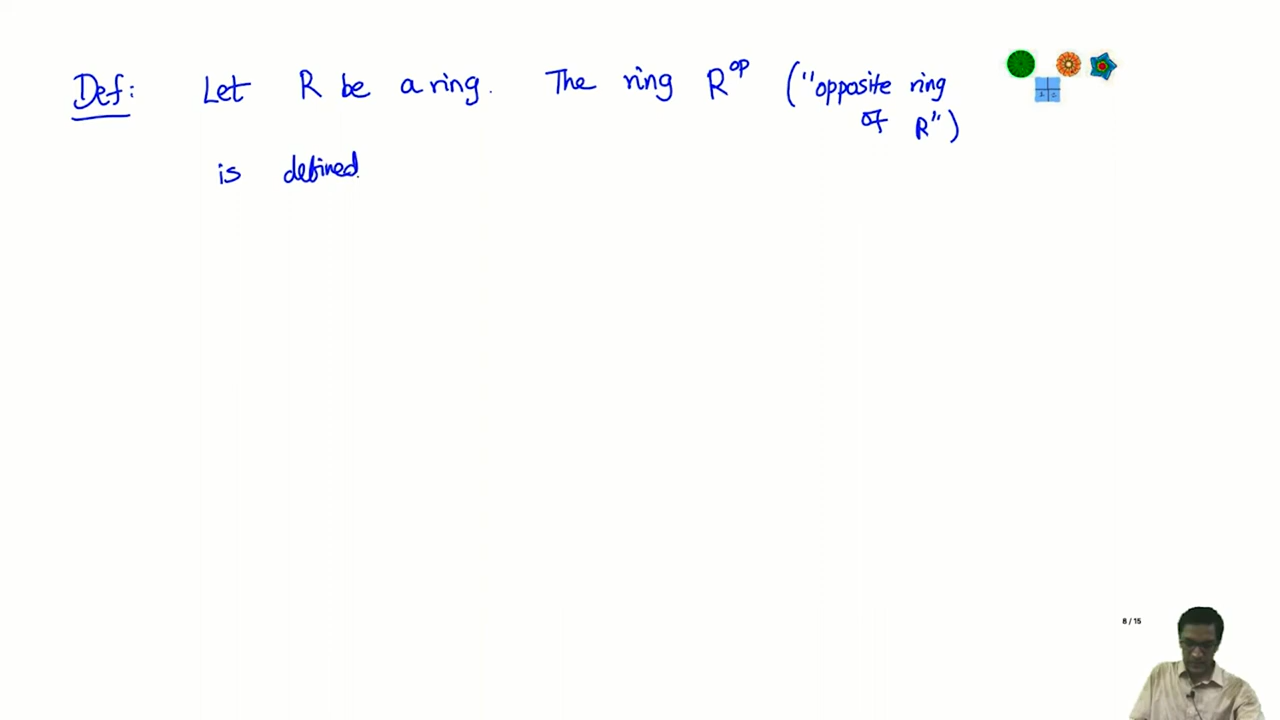 Def: Let R be a ring. The ring R^op ("opposite ring
of R")
is defined
8 / 15